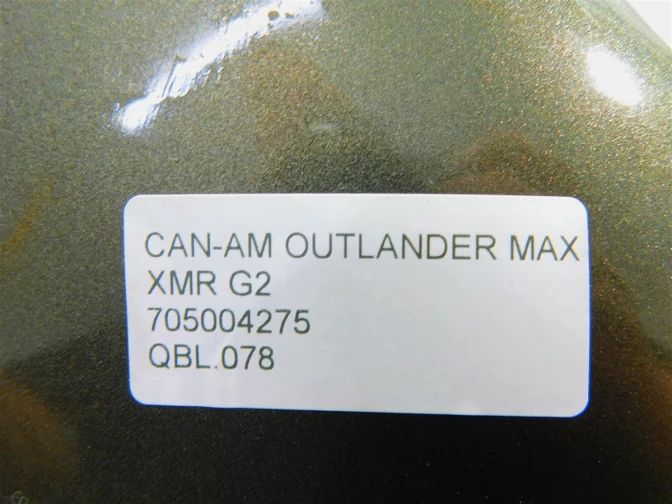 CAN-AM OUTLANDER MAX
XMR G2
705004275
QBL.078